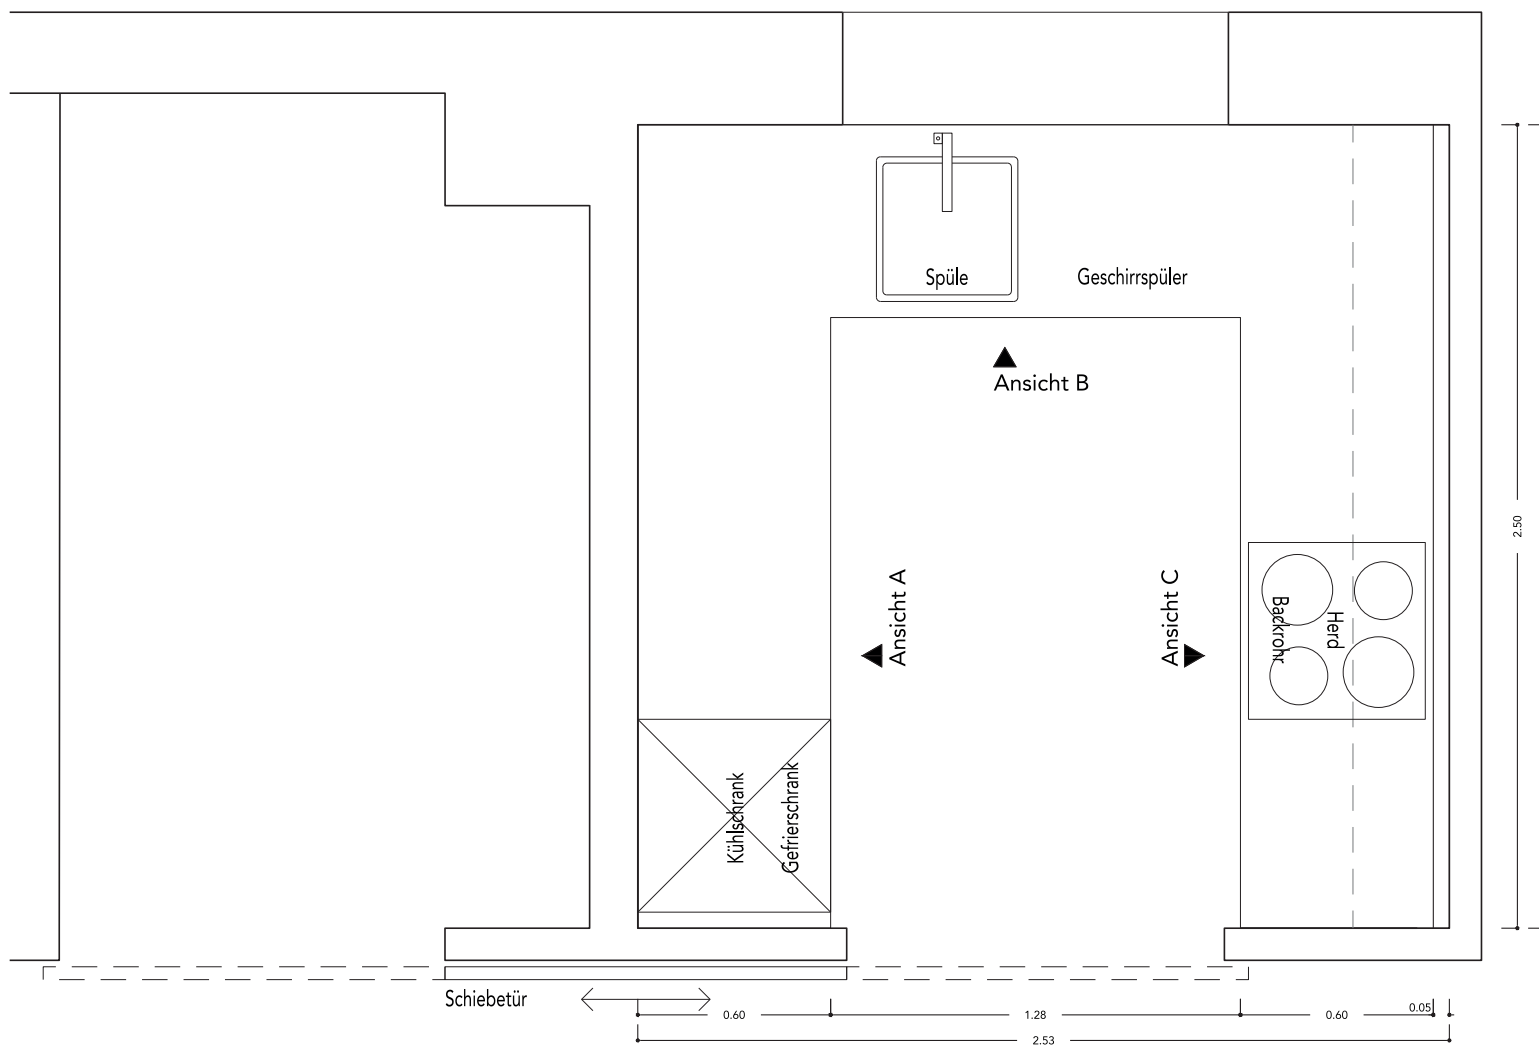 Spüle
Geschirrspüler
Ansicht B
2.50
Ansicht A
Ansicht C
Backrohr
Herd
Kühlschrank
Gefrierschrank
Schiebetür
0.60
1.28
0.60
0.05
2.53